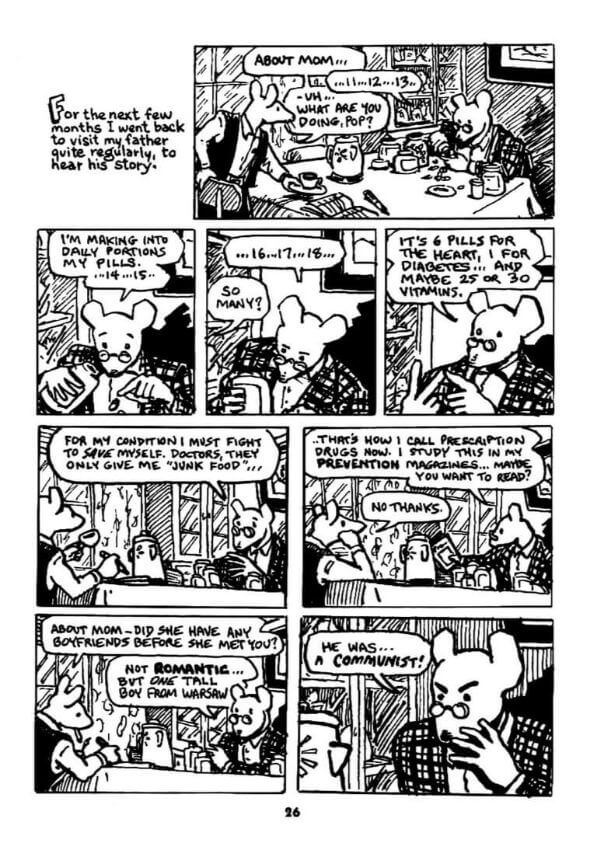 For the next few
months I went back
to visit my father
quite regularly, to
hear his story.
ABOUT MOM...
...11...12...13..
-UH-
WHAT ARE YOU
DOING, POP?
I'M MAKING INTO
DAILY PORTIONS
MY PILLS.
...14...15..
...16...17...18...
SO
MANY?
IT'S 6 PILLS FOR
THE HEART, 1 FOR
DIABETES... AND
MAYBE 25 OR 30
VITAMINS.
FOR MY CONDITION I MUST FIGHT
TO SAVE MYSELF. DOCTORS, THEY
ONLY GIVE ME "JUNK FOOD"...
..THAT'S HOW I CALL PRESCRIPTION
DRUGS NOW. I STUDY THIS IN MY
PREVENTION MAGAZINES... MAYBE
YOU WANT TO READ?
NO THANKS.
ABOUT MOM-DID SHE HAVE ANY
BOYFRIENDS BEFORE SHE MET YOU?
NOT ROMANTIC...
BUT ONE TALL
BOY FROM WARSAW
HE WAS...
A COMMUNIST!
26